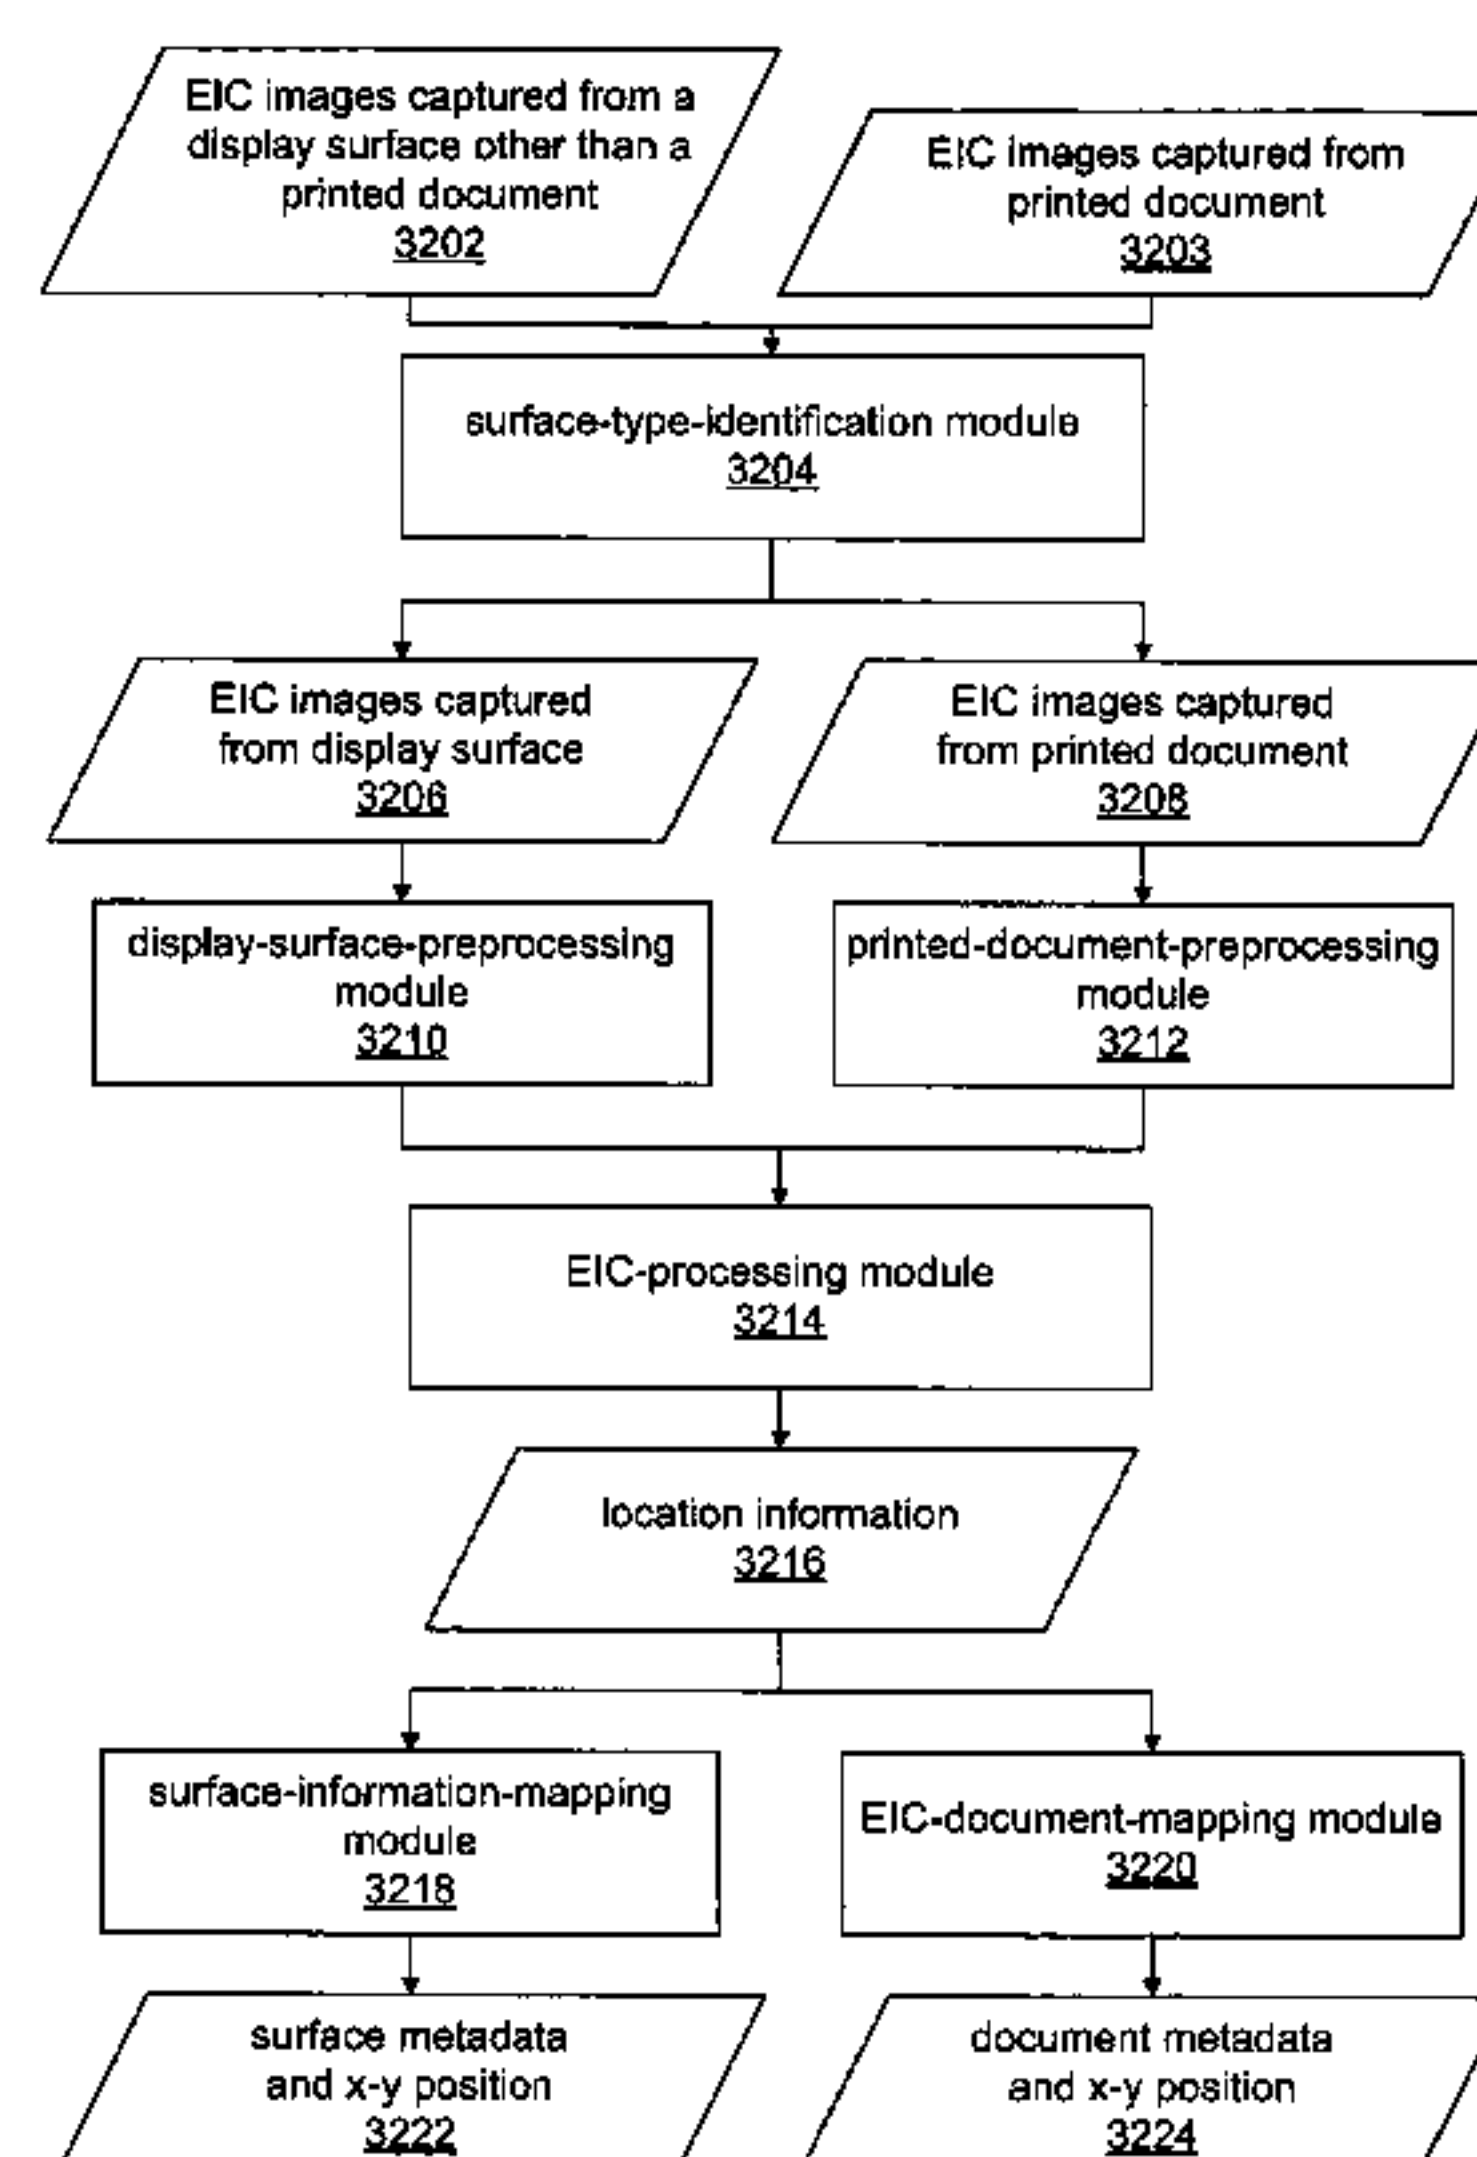 EIC images captured from a
display surface other than a
printed document
3202
EIC images captured from
printed document
3203
surface-type-identification module
3204
EIC images captured
from display surface
3206
EIC images captured
from printed document
3208
display-surface-preprocessing
module
3210
printed-document-preprocessing
module
3212
EIC-processing module
3214
location information
3216
surface-information-mapping
module
3218
EIC-document-mapping module
3220
surface metadata
and x-y position
3222
document metadata
and x-y position
3224